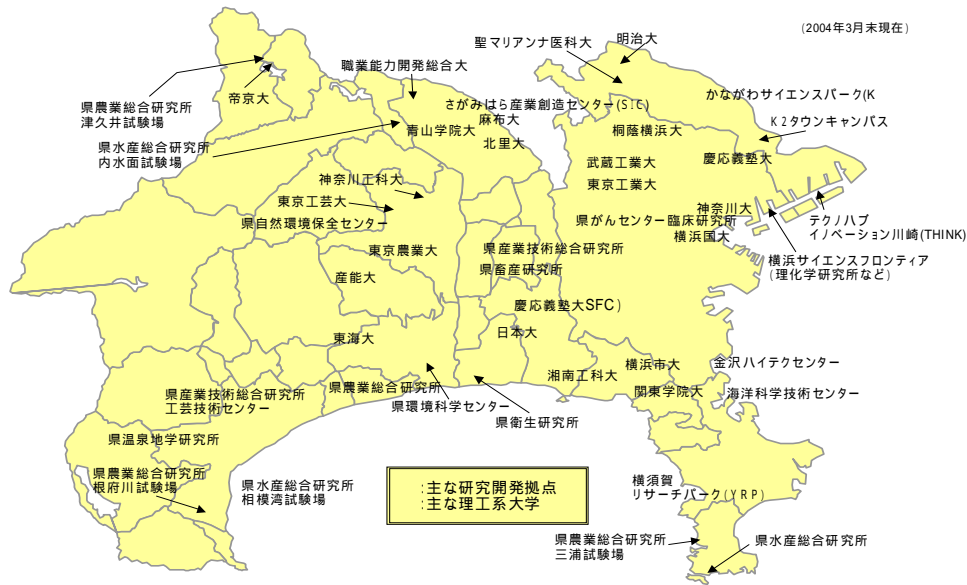 (2004年3月末現在)
聖マリアンナ医科大
明治大
県農業総合研究所
津久井試験場
帝京大
職業能力開発総合大
さがみはら産業創造センター(SIC)
麻布大
北里大
青山学院大
かながわサイエンスパーク(K
K2タウンキャンパス
桐蔭横浜大
県水産総合研究所
内水面試験場
武蔵工業大
慶応義塾大
東京工業大
神奈川工科大
東京工芸大
県自然環境保全センター
神奈川大
県がんセンター臨床研究所
横浜国大
テクノハブ
イノベーション川崎(THINK)
東京農業大
県産業技術総合研究所
県畜産研究所
横浜サイエンスフロンティア
(理化学研究所など)
産能大
慶応義塾大SFC)
東海大
日本大
湘南工科大
横浜市大
金沢ハイテクセンター
関東学院大
海洋科学技術センター
県産業技術総合研究所
工芸技術センター
県農業総合研究所
県環境科学センター
県衛生研究所
県温泉地学研究所
県農業総合研究所
根府川試験場
県水産総合研究所
相模湾試験場
:主な研究開発拠点
:主な理工系大学
横須賀
リサーチパーク(YRP)
県農業総合研究所
三浦試験場
県水産総合研究所